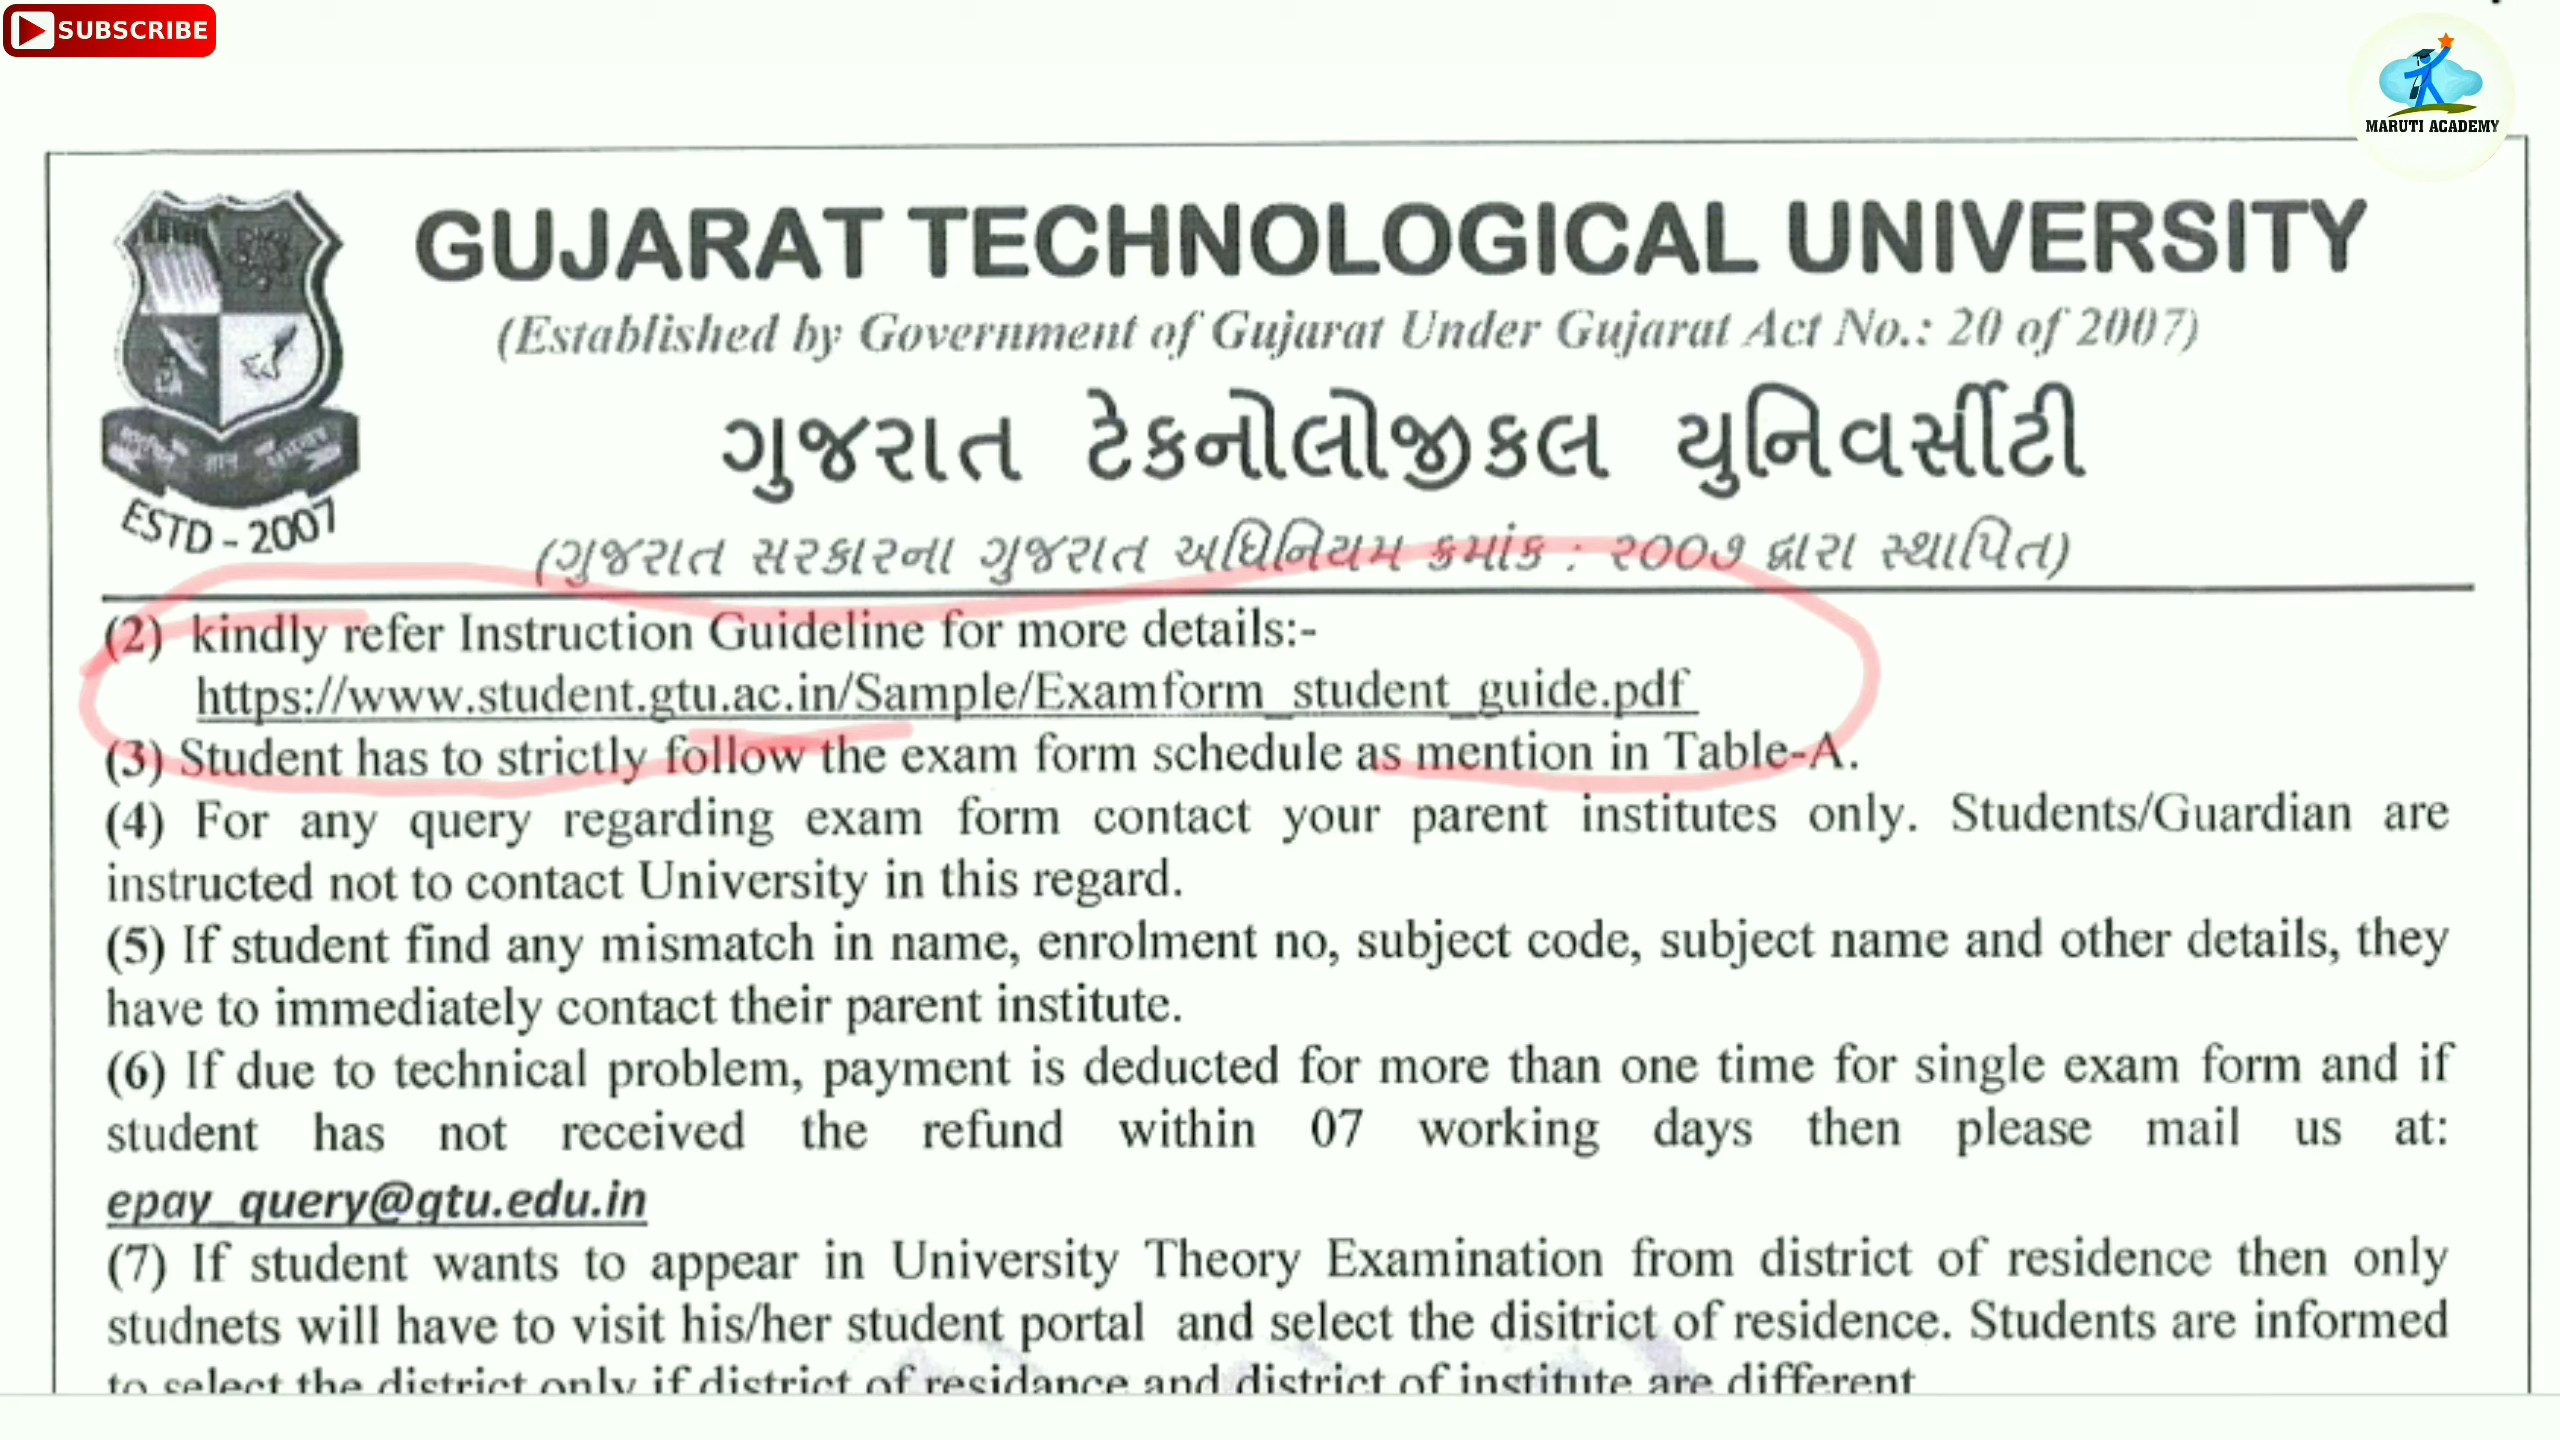 SUBSCRIBE
MARUTI ACADEMY
GUJARAT TECHNOLOGICAL UNIVERSITY
(Established by Government of Gujarat Under Gujarat Act No.: 20 of 2007)
ગુજરાત ટેકનોલોજીકલ યુનિવર્સીટી
(ગુજરાત સરકારના ગુજરાત અધિનિયમ ક્રમાંક : ૨૦૦૭ દ્વારા સ્થાપિત)
ESTD - 2007
(2) kindly refer Instruction Guideline for more details:-
https://www.student.gtu.ac.in/Sample/Examform_student_guide.pdf
(3) Student has to strictly follow the exam form schedule as mention in Table-A.
(4) For any query regarding exam form contact your parent institutes only. Students/Guardian are
instructed not to contact University in this regard.
(5) If student find any mismatch in name, enrolment no, subject code, subject name and other details, they
have to immediately contact their parent institute.
(6) If due to technical problem, payment is deducted for more than one time for single exam form and if
student has not received the refund within 07 working days then please mail us at:
epay_query@gtu.edu.in
(7) If student wants to appear in University Theory Examination from district of residence then only
studnets will have to visit his/her student portal and select the disitrict of residence. Students are informed
to select the district only if district of residance and district of institute are different